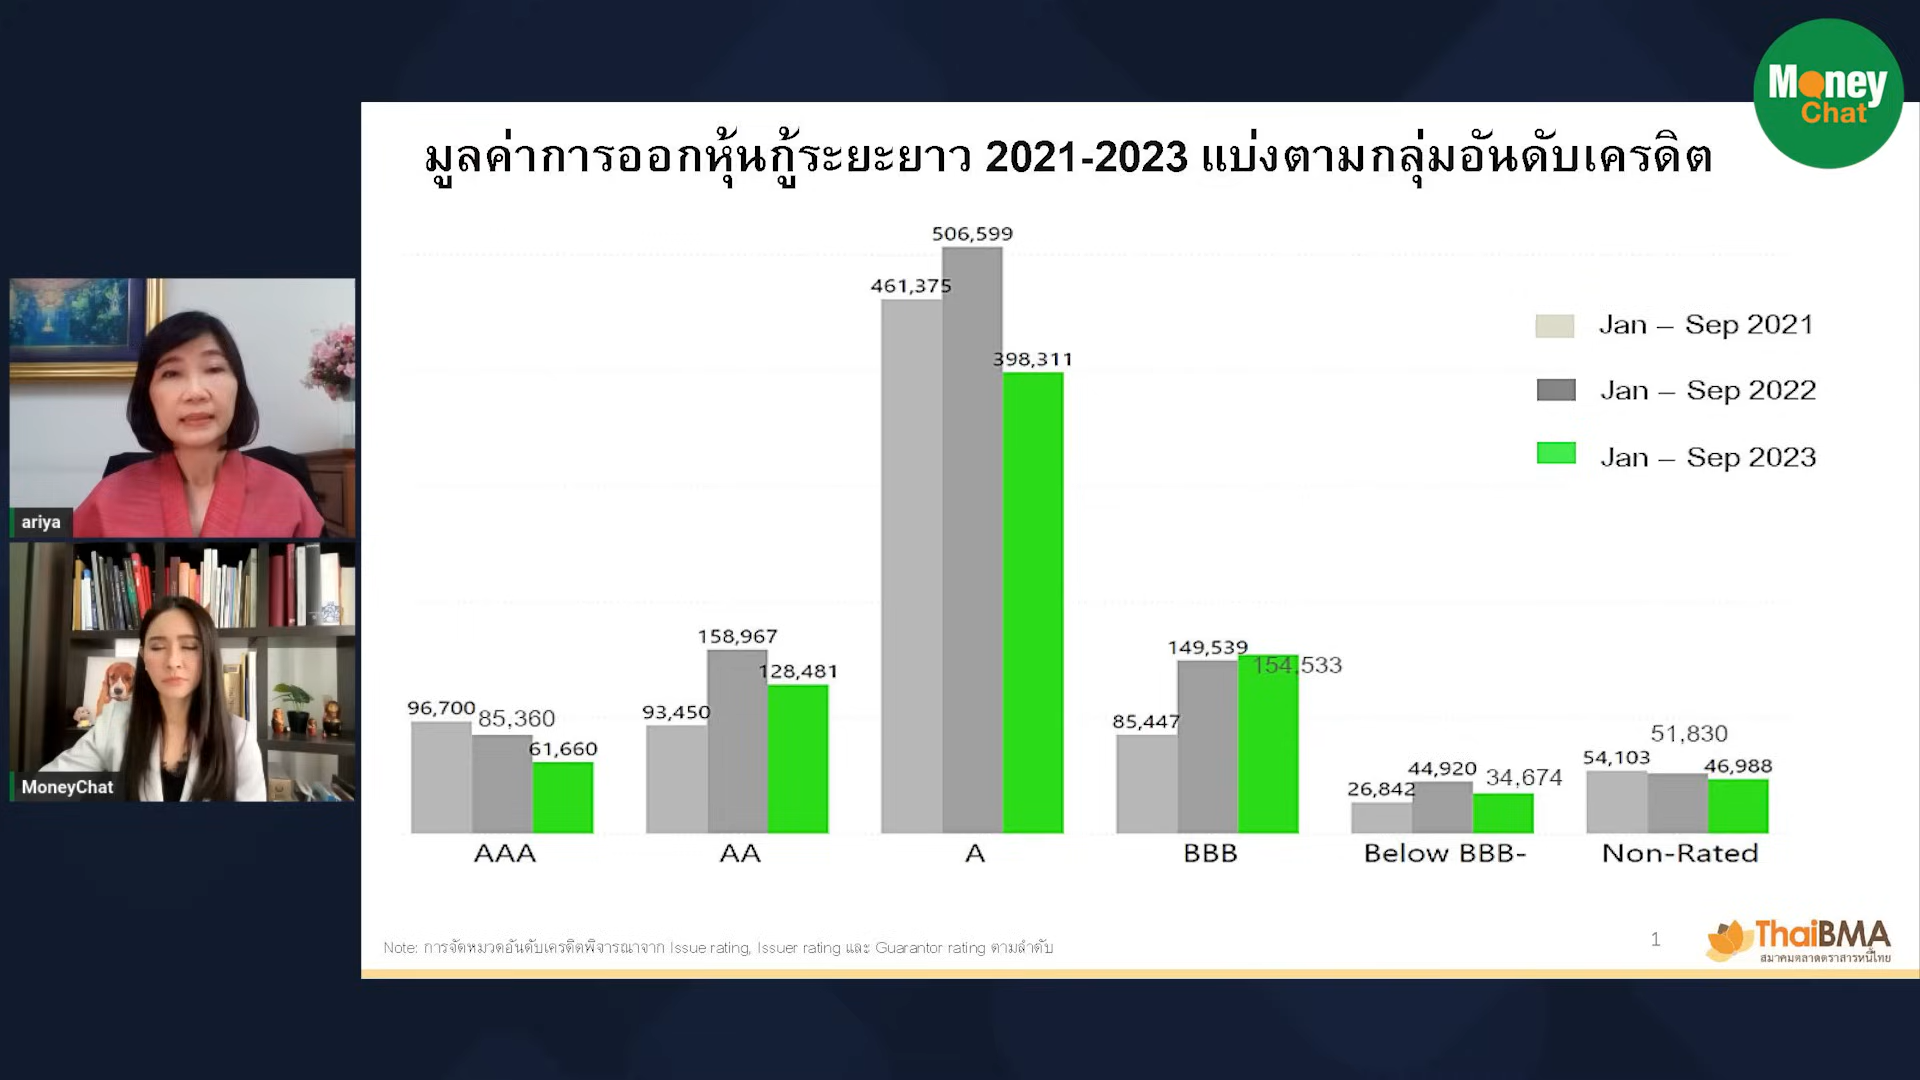 Money
Chat
มูลค่าการออกหุ้นกู้ระยะยาว 2021-2023 แบ่งตามกลุ่มอันดับเครดิต
506,599
461,375
398,311
Jan – Sep 2021
Jan – Sep 2022
Jan – Sep 2023
158,967
128,481
93,450
149,539
154,533
85,447
96,700
85,360
61,660
26,842
44,920
34,674
54,103
51,830
46,988
AAA
AA
A
BBB
Below BBB-
Non-Rated
ariya
MoneyChat
Note: การจัดหมวดอันดับเครดิตพิจารณาจาก Issue rating, Issuer rating และ Guarantor rating ตามลำดับ
1
ThaiBMA
สมาคมตลาดตราสารหนี้ไทย